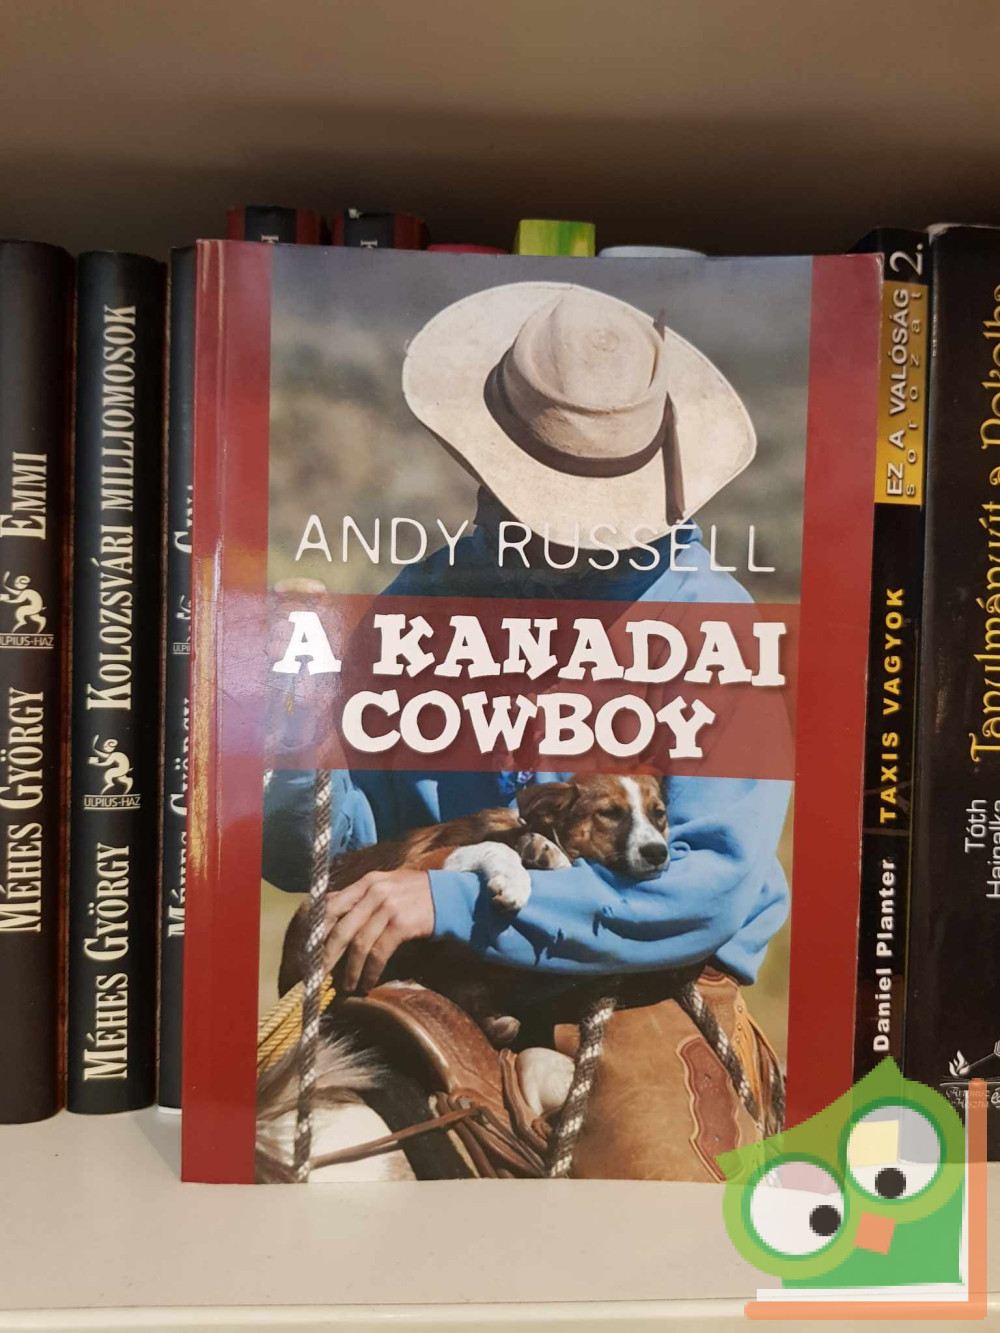 ANDY RUSSELL
A KANADAI
COWBOY
MÉHES GYÖRGY
ULPIUS-HÁZ
EMMI
MÉHES GYÖRGY
ULPIUS-HÁZ
KOLOZSVÁRI MILLIOMOSOK
Daniel Planter
TAXIS VAGYOK
EZ A VALÓSÁG
sorozat
2.
Tóth